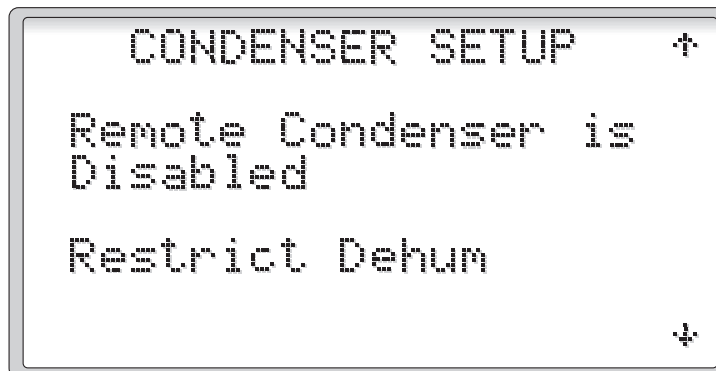 CONDENSER SETUP ↑
Remote Condenser is
Disabled
Restrict Dehum
↓